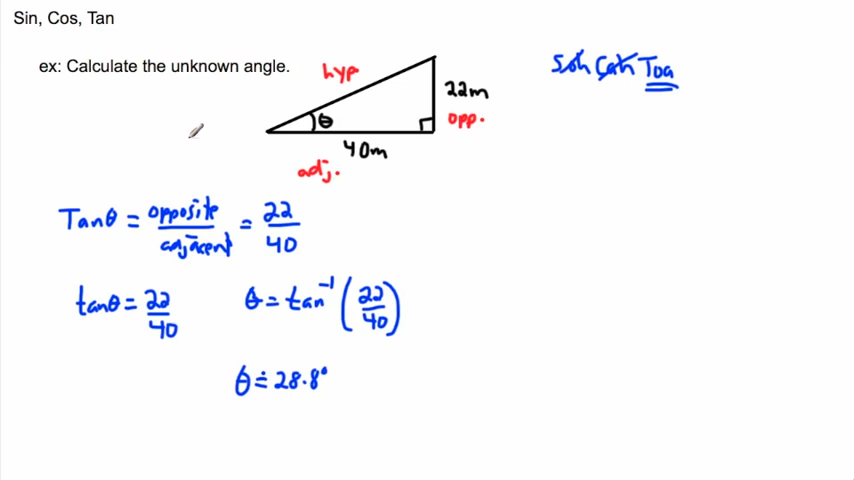 Sin, Cos, Tan
ex: Calculate the unknown angle.
hyp
Soh Cah Toa
22m
θ
opp.
40m
adj.
Tanθ = opposite/adjacent = 22/40
tanθ = 22/40
θ = tan⁻¹(22/40)
θ ≐ 28.8°